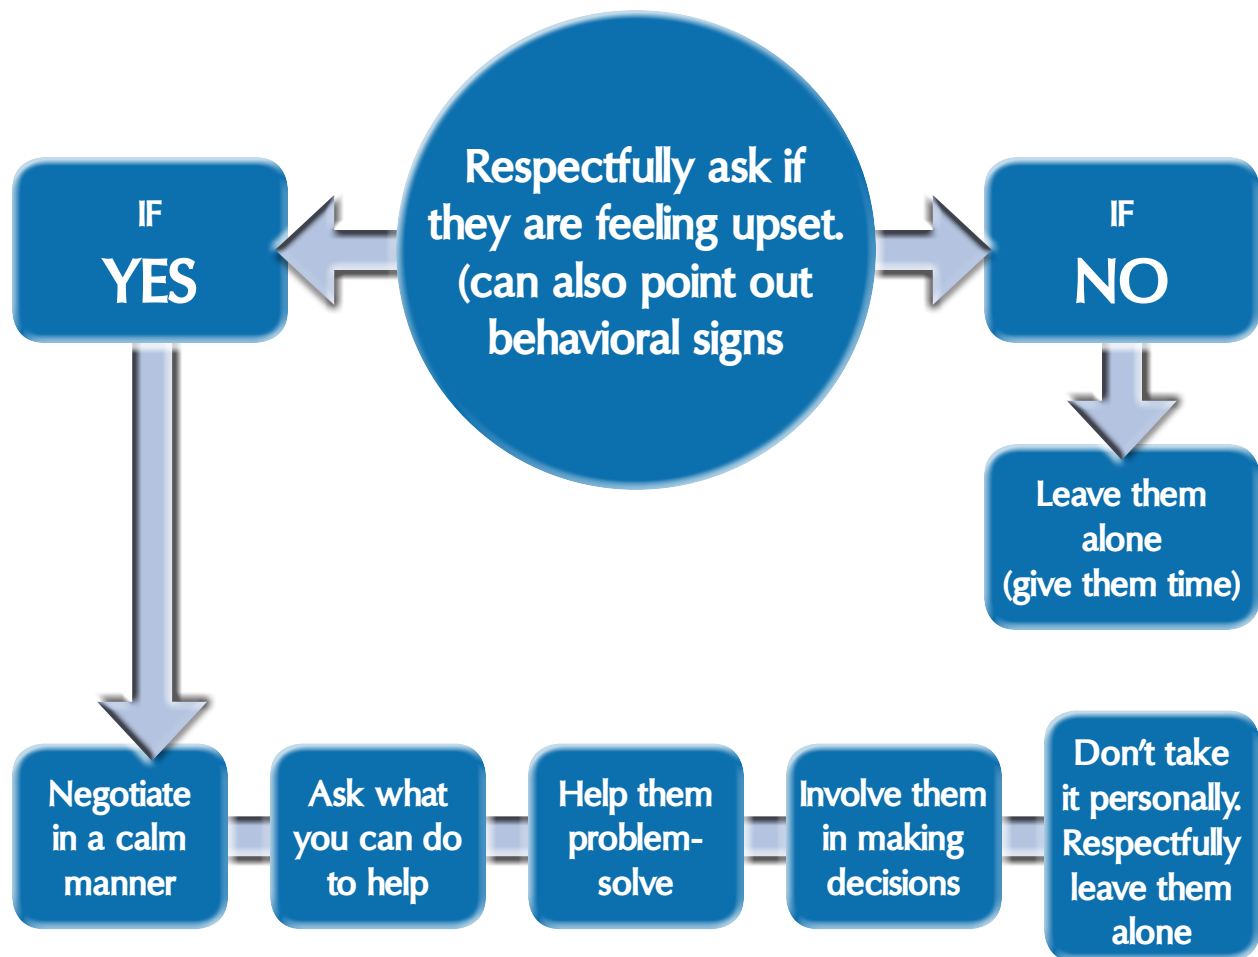 Respectfully ask if
they are feeling upset.
(can also point out
behavioral signs
IF
YES
IF
NO
Leave them
alone
(give them time)
Negotiate
in a calm
manner
Ask what
you can do
to help
Help them
problem-
solve
Involve them
in making
decisions
Don't take
it personally.
Respectfully
leave them
alone